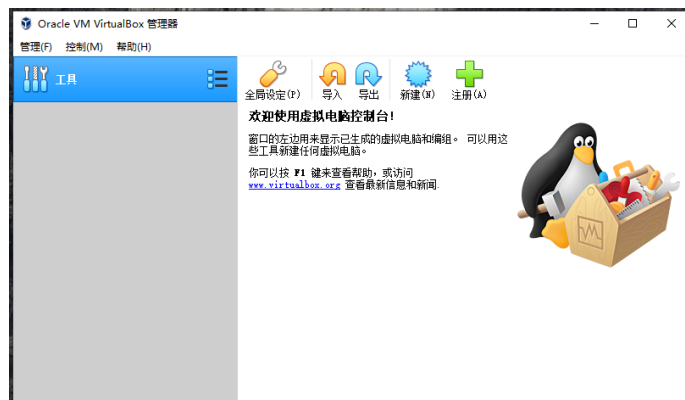 Oracle VM VirtualBox 管理器
管理(F) 控制(M) 帮助(H)
工具
全局设定(P) 导入 导出 新建(N) 注册(A)
欢迎使用虚拟电脑控制台!
窗口的左边用来显示已生成的虚拟电脑和编组。 可以用这
些工具新建任何虚拟电脑。
你可以按 F1 键来查看帮助，或访问
www.virtualbox.org 查看最新信息和新闻.